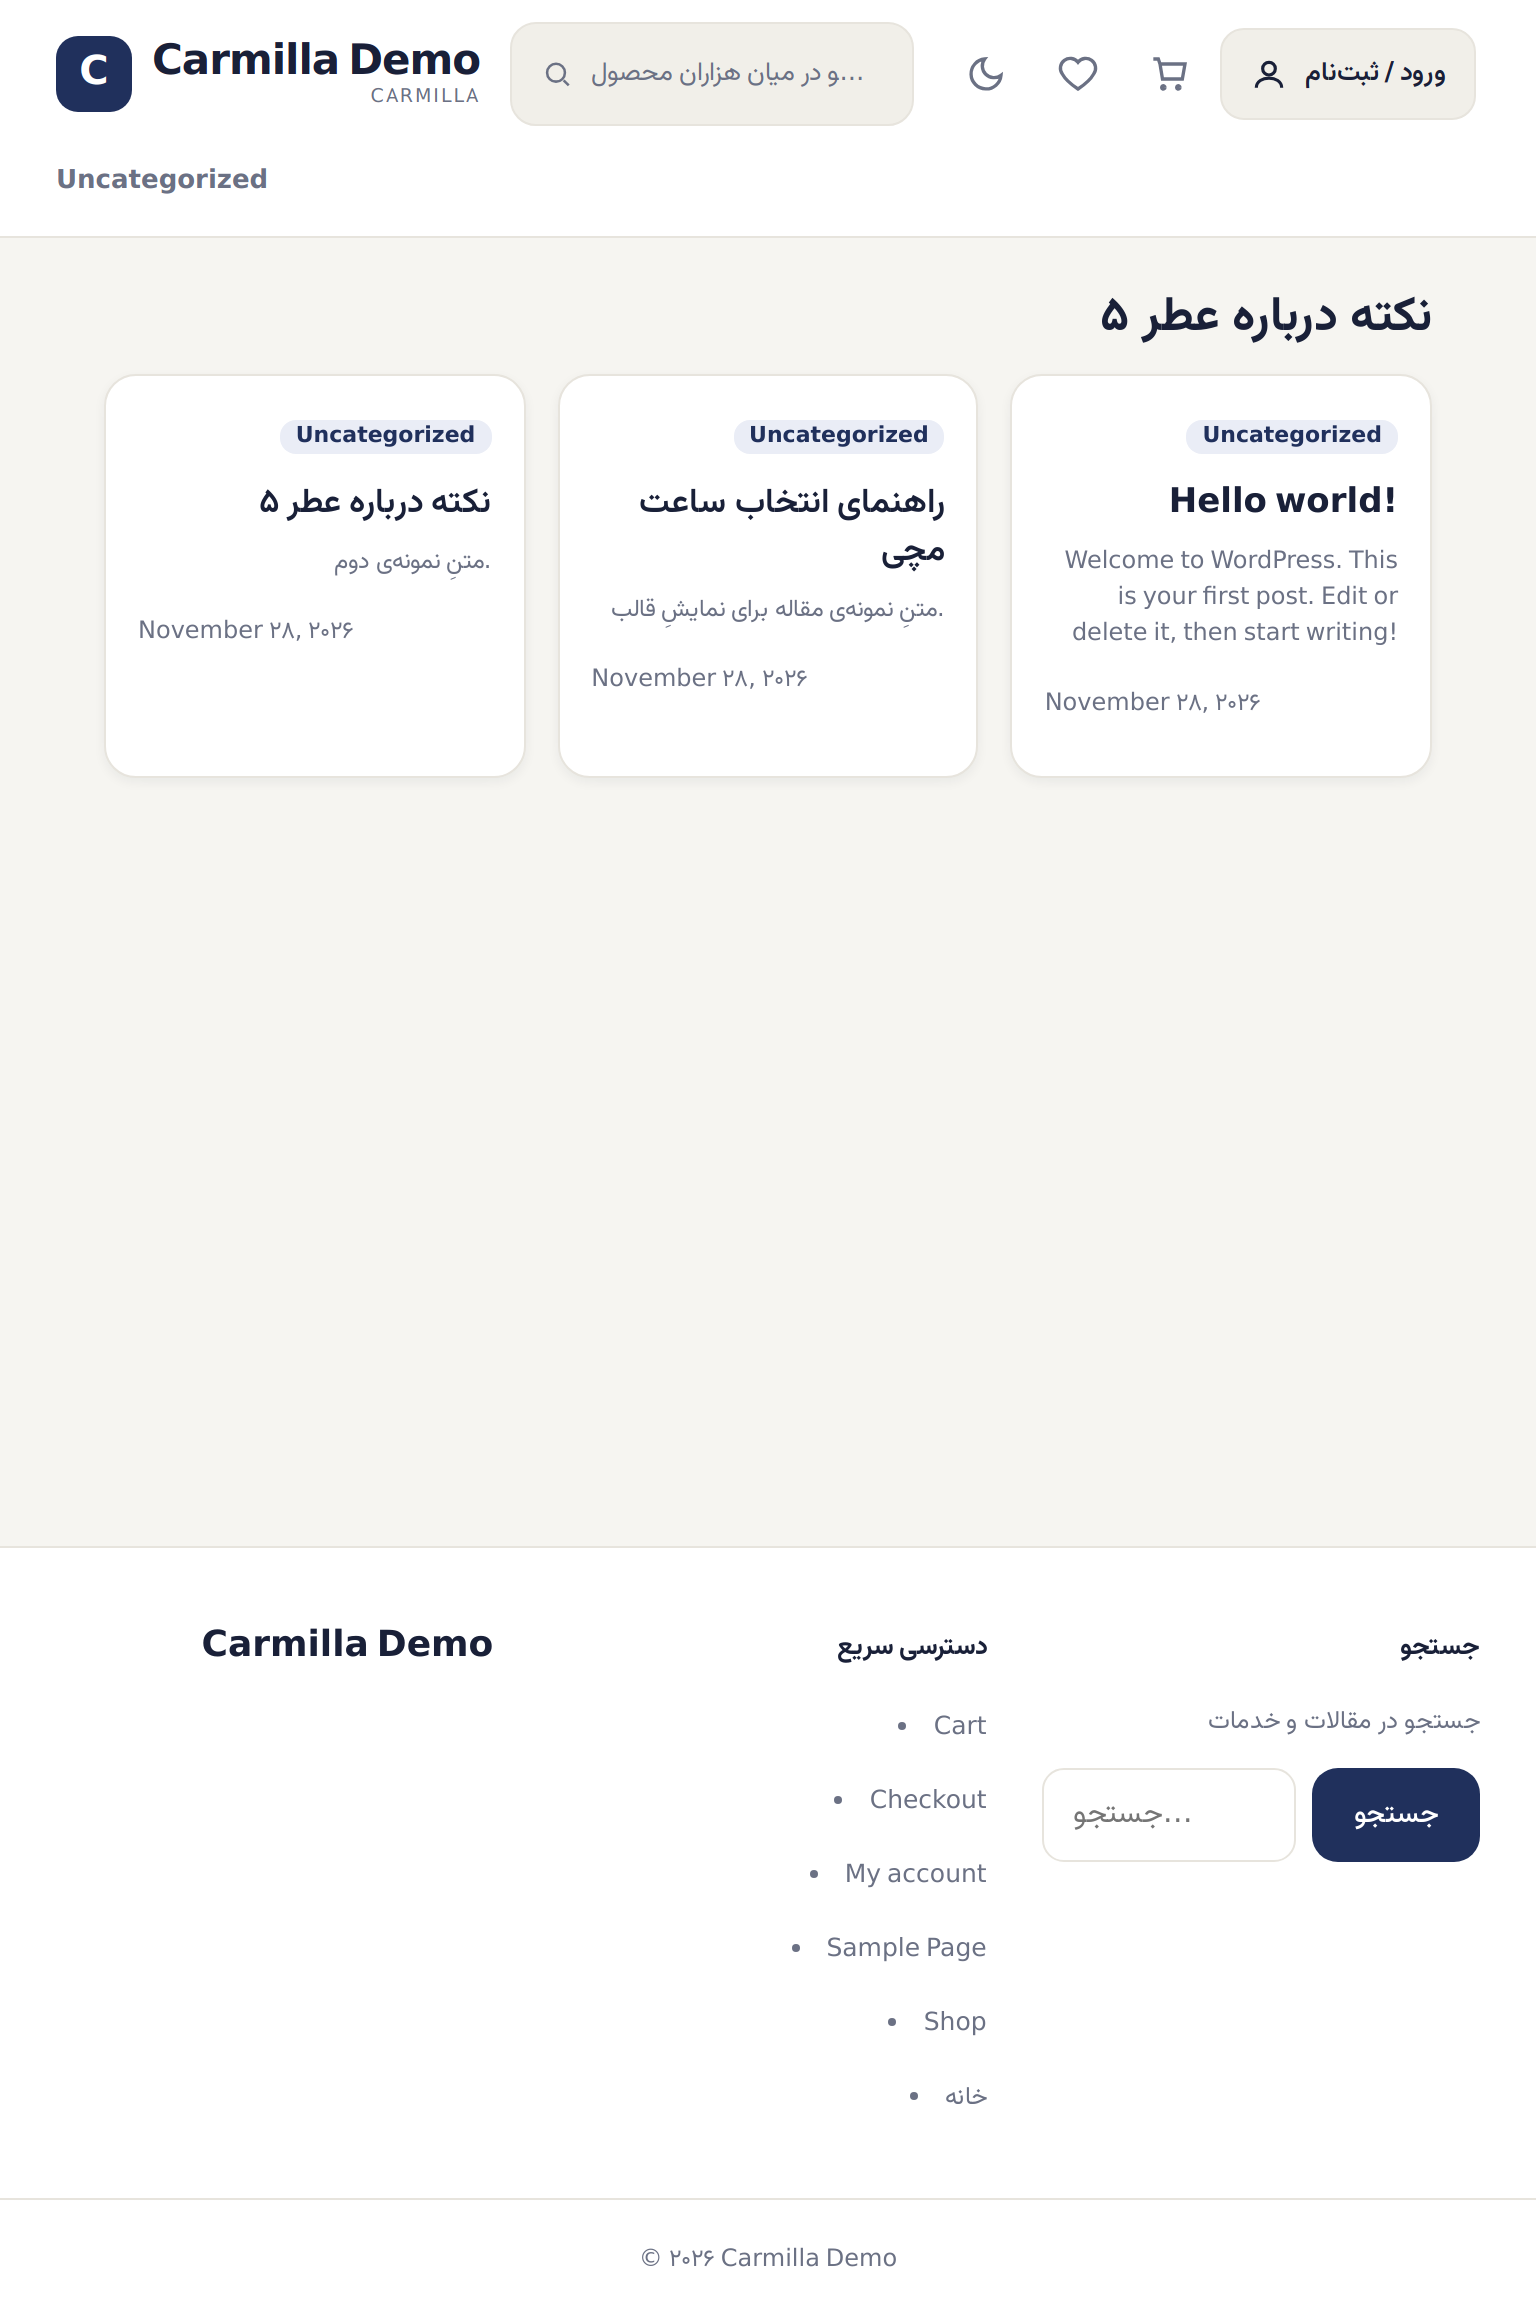 C
Carmilla Demo
CARMILLA
و در میان هزاران محصول…
ورود / ثبت‌نام
Uncategorized
نکته درباره عطر ۵
Uncategorized
Hello world!
Welcome to WordPress. This
is your first post. Edit or
delete it, then start writing!
November ۲۸, ۲۰۲۶
Uncategorized
راهنمای انتخاب ساعت
مچی
متنِ نمونه‌ی مقاله برای نمایشِ قالب.
November ۲۸, ۲۰۲۶
Uncategorized
نکته درباره عطر ۵
متنِ نمونه‌ی دوم.
November ۲۸, ۲۰۲۶
جستجو
جستجو در مقالات و خدمات
جستجو
جستجو…
دسترسی سریع
Cart
Checkout
My account
Sample Page
Shop
خانه
Carmilla Demo
© ۲۰۲۶ Carmilla Demo